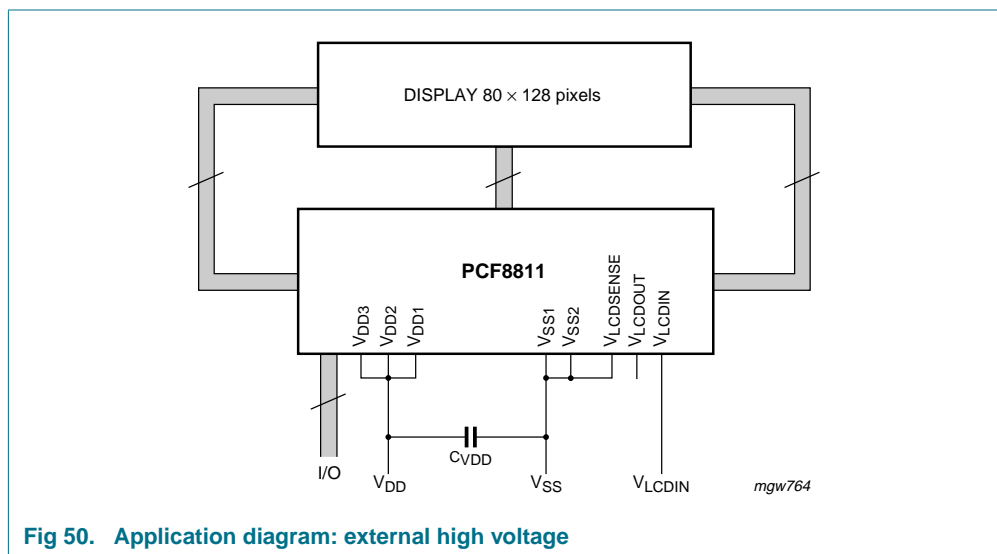 DISPLAY 80 × 128 pixels
PCF8811
VDD3
VDD2
VDD1
VSS1
VSS2
VLCDSENSE
VLCDOUT
VLCDIN
I/O
VDD
CVDD
VSS
VLCDIN
mgw764
Fig 50. Application diagram: external high voltage